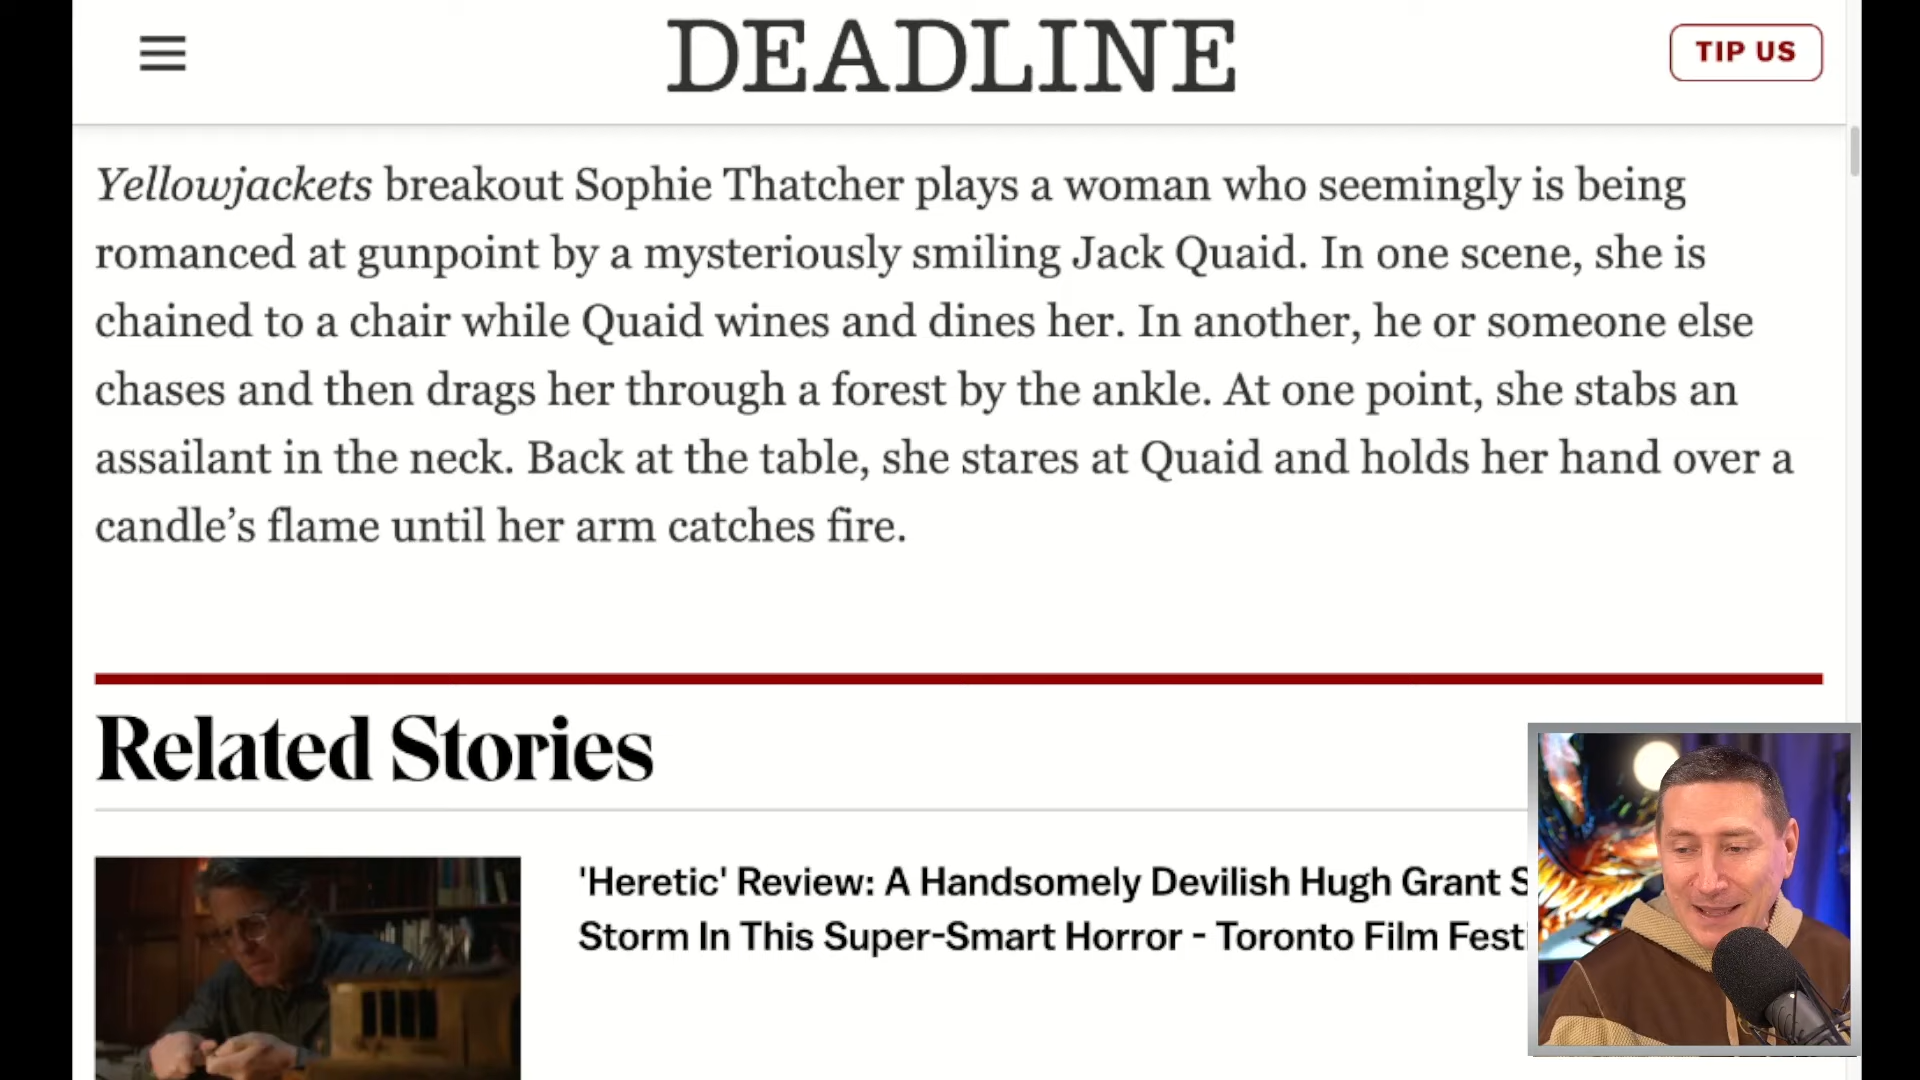 DEADLINE
TIP US
Yellowjackets breakout Sophie Thatcher plays a woman who seemingly is being
romanced at gunpoint by a mysteriously smiling Jack Quaid. In one scene, she is
chained to a chair while Quaid wines and dines her. In another, he or someone else
chases and then drags her through a forest by the ankle. At one point, she stabs an
assailant in the neck. Back at the table, she stares at Quaid and holds her hand over a
candle’s flame until her arm catches fire.
Related Stories
'Heretic' Review: A Handsomely Devilish Hugh Grant
Storm In This Super-Smart Horror - Toronto Film